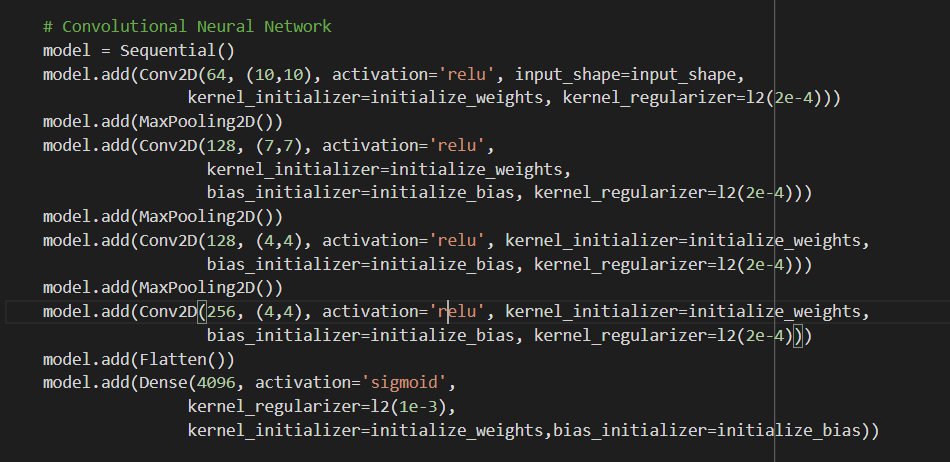 # Convolutional Neural Network
model = Sequential()
model.add(Conv2D(64, (10,10), activation='relu', input_shape=input_shape,
kernel_initializer=initialize_weights, kernel_regularizer=l2(2e-4)))
model.add(MaxPooling2D())
model.add(Conv2D(128, (7,7), activation='relu',
kernel_initializer=initialize_weights,
bias_initializer=initialize_bias, kernel_regularizer=l2(2e-4)))
model.add(MaxPooling2D())
model.add(Conv2D(128, (4,4), activation='relu', kernel_initializer=initialize_weights,
bias_initializer=initialize_bias, kernel_regularizer=l2(2e-4)))
model.add(MaxPooling2D())
model.add(Conv2D(256, (4,4), activation='relu', kernel_initializer=initialize_weights,
bias_initializer=initialize_bias, kernel_regularizer=l2(2e-4)))
model.add(Flatten())
model.add(Dense(4096, activation='sigmoid',
kernel_regularizer=l2(1e-3),
kernel_initializer=initialize_weights,bias_initializer=initialize_bias))